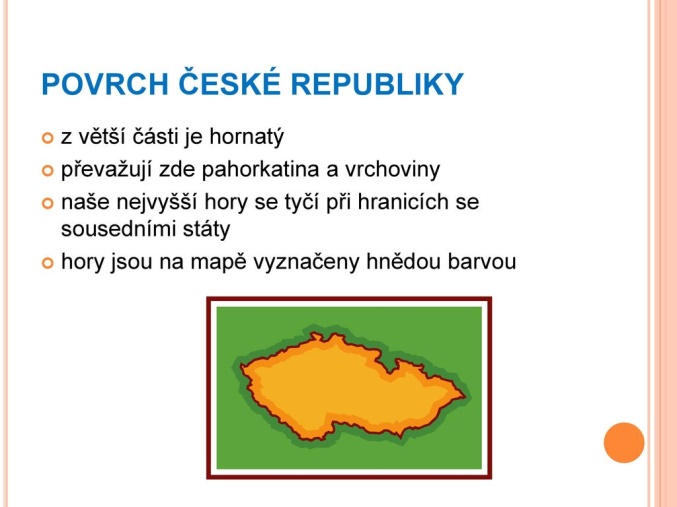 POVRCH ČESKÉ REPUBLIKY
z větší části je hornatý
převažují zde pahorkatina a vrchoviny
naše nejvyšší hory se tyčí při hranicích se
sousedními státy
hory jsou na mapě vyznačeny hnědou barvou